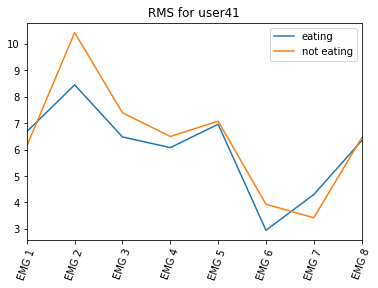 RMS for user41
eating
not eating
10
9
8
7
6
5
4
3
EMG 1
EMG 2
EMG 3
EMG 4
EMG 5
EMG 6
EMG 7
EMG 8